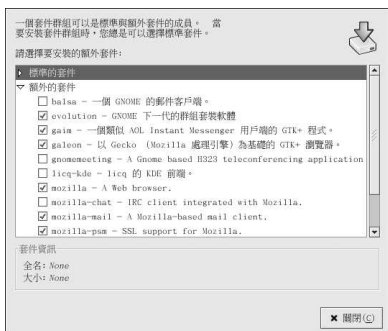 一個套件群組可以是標準與額外套件的成員。 當
要安裝套件群組時，您總是可以選擇標準套件。
請選擇要安裝的額外套件：
標準的套件
額外的套件
balsa - 一個 GNOME 的郵件客戶端。
evolution - GNOME 下一代的群組套裝軟體
gaim - 一個類似 AOL Instant Messenger 用戶端的 GTK+ 程式。
galeon - 以 Gecko (Mozilla 處理引擎) 為基礎的 GTK+ 瀏覽器。
gnomemeeting - A Gnome based H323 teleconferencing application
licq-kde - licq 的 KDE 前端。
mozilla - A Web browser.
mozilla-chat - IRC client integrated with Mozilla.
mozilla-mail - A Mozilla-based mail client.
mozilla-psm - SSL support for Mozilla.
套件資訊
全名：None
大小：None
關閉(C)